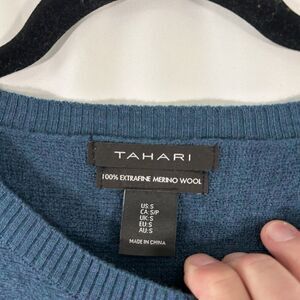 TAHARI
100% EXTRAFINE MERINO WOOL
US: S
CA: S/P
UK: S
EU: S
AU: S
MADE IN CHINA